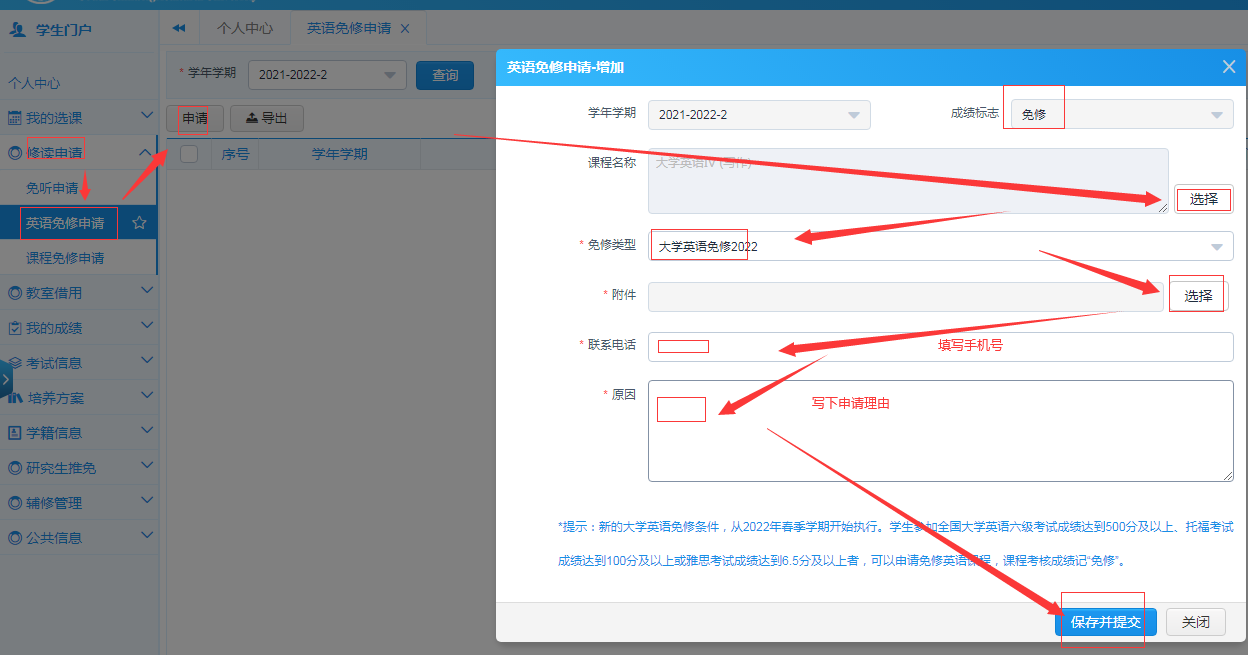 学生门户
个人中心
我的选课
修读申请
免听申请
英语免修申请
课程免修申请
教室借用
我的成绩
考试信息
培养方案
学籍信息
研究生推免
辅修管理
公共信息
个人中心
英语免修申请
* 学年学期
2021-2022-2
查询
申请
导出
序号
学年学期
英语免修申请-增加
学年学期
2021-2022-2
成绩标志
免修
课程名称
大学英语IV (写作)
选择
* 免修类型
大学英语免修2022
* 附件
选择
* 联系电话
填写手机号
* 原因
写下申请理由
*提示：新的大学英语免修条件，从2022年春季学期开始执行。学生参加全国大学英语六级考试成绩达到500分及以上、托福考试
成绩达到100分及以上或雅思考试成绩达到6.5分及以上者，可以申请免修英语课程，课程考核成绩记“免修”。
保存并提交
关闭